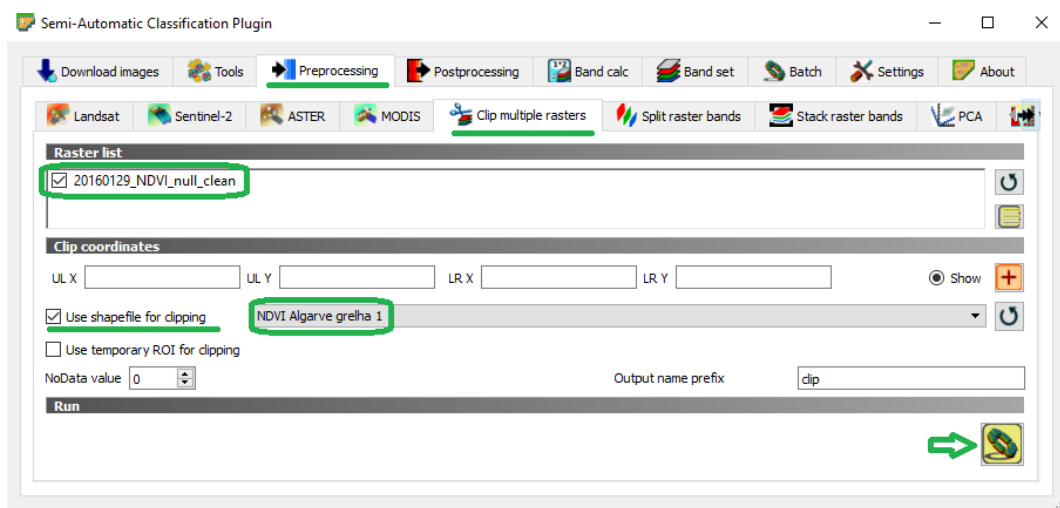 Semi-Automatic Classification Plugin
Download images Tools Preprocessing Postprocessing Band calc Band set Batch Settings About
Landsat Sentinel-2 ASTER MODIS Clip multiple rasters Split raster bands Stack raster bands PCA
Raster list
20160129_NDVI_null_clean
Clip coordinates
UL X UL Y LR X LR Y Show
Use shapefile for clipping NDVI Algarve grelha 1
Use temporary ROI for clipping
NoData value 0 Output name prefix clip
Run